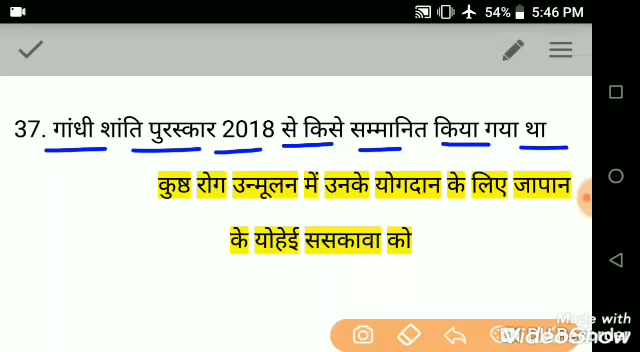 54% 5:46 PM
37. गांधी शांति पुरस्कार 2018 से किसे सम्मानित किया गया था
कुष्ठ रोग उन्मूलन में उनके योगदान के लिए जापान
के योहेई ससकावा को
Made with
VideoShow